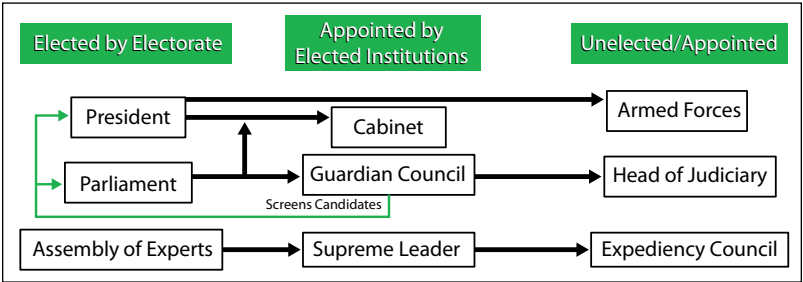 Elected by Electorate
Appointed by
Elected Institutions
Unelected/Appointed
President
Cabinet
Armed Forces
Parliament
Guardian Council
Head of Judiciary
Screens Candidates
Assembly of Experts
Supreme Leader
Expediency Council